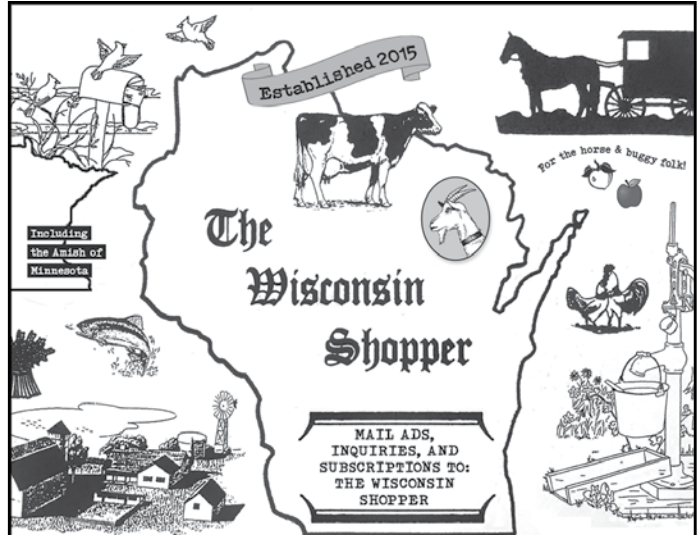 Established 2015
For the horse & buggy folk!
Including
the Amish of
Minnesota
The
Wisconsin
Shopper
MAIL ADS,
INQUIRIES, AND
SUBSCRIPTIONS TO:
THE WISCONSIN
SHOPPER